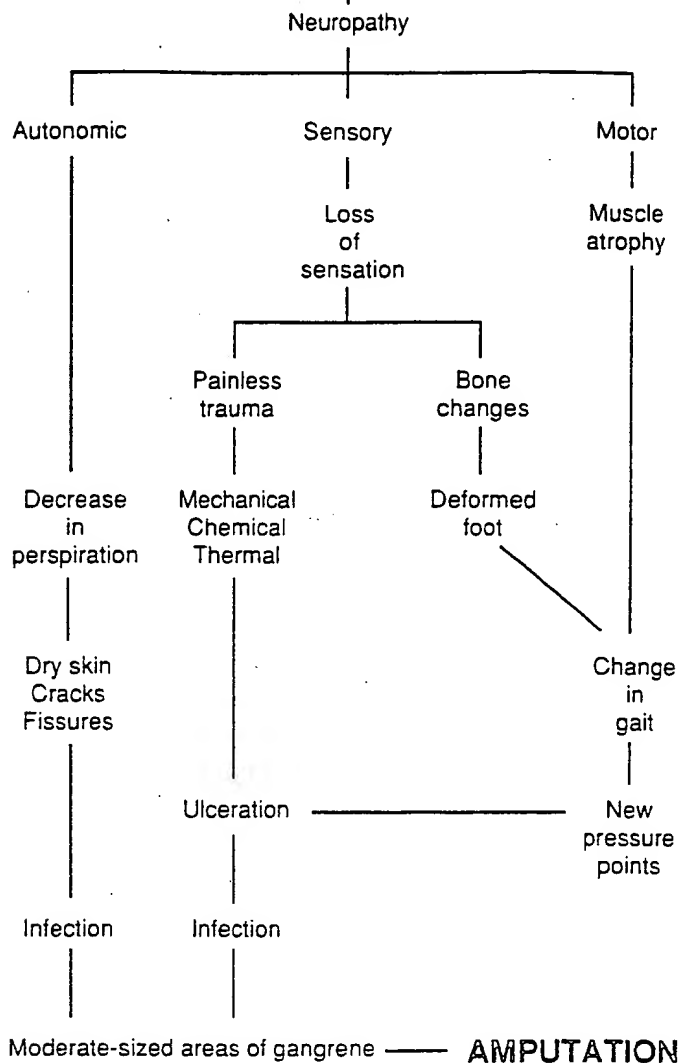 Neuropathy
Autonomic
Sensory
Motor
Loss
of
sensation
Muscle
atrophy
Painless
trauma
Bone
changes
Decrease
in
perspiration
Mechanical
Chemical
Thermal
Deformed
foot
Dry skin
Cracks
Fissures
Change
in
gait
Ulceration
New
pressure
points
Infection
Infection
Moderate-sized areas of gangrene
AMPUTATION